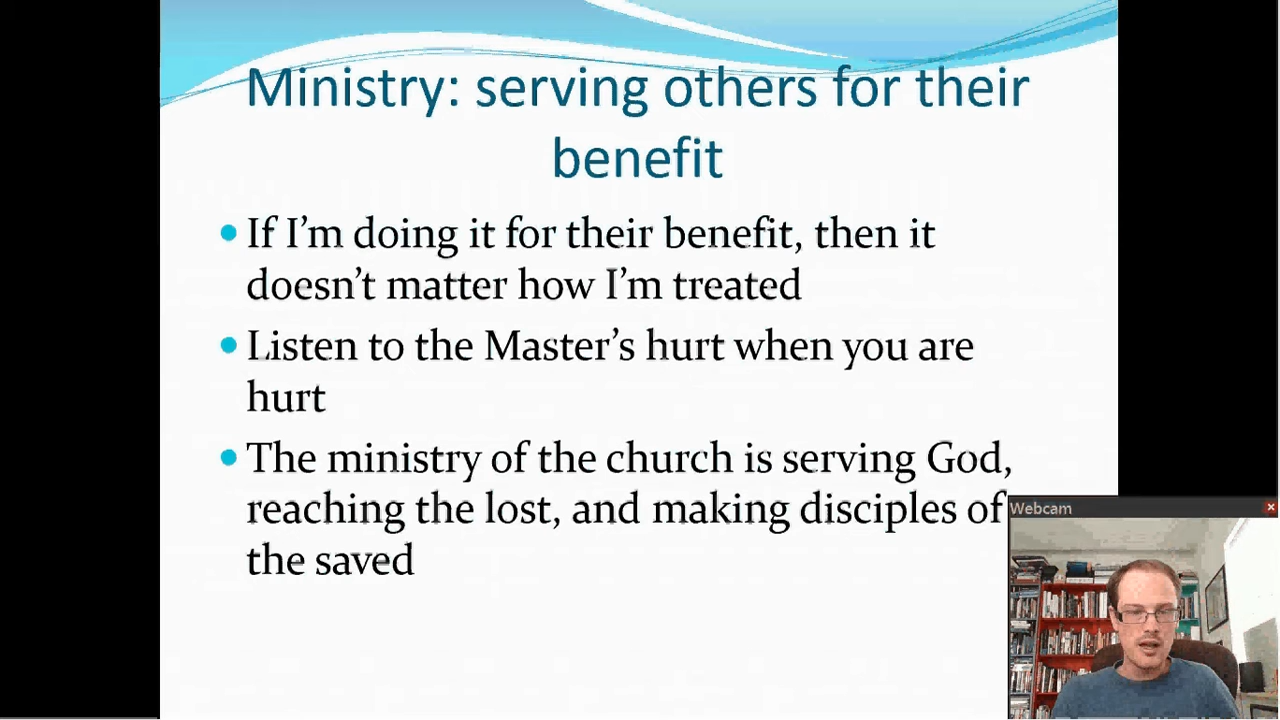 Ministry: serving others for their
benefit
If I'm doing it for their benefit, then it
doesn't matter how I'm treated
Listen to the Master's hurt when you are
hurt
The ministry of the church is serving God,
reaching the lost, and making disciples of
the saved
Webcam